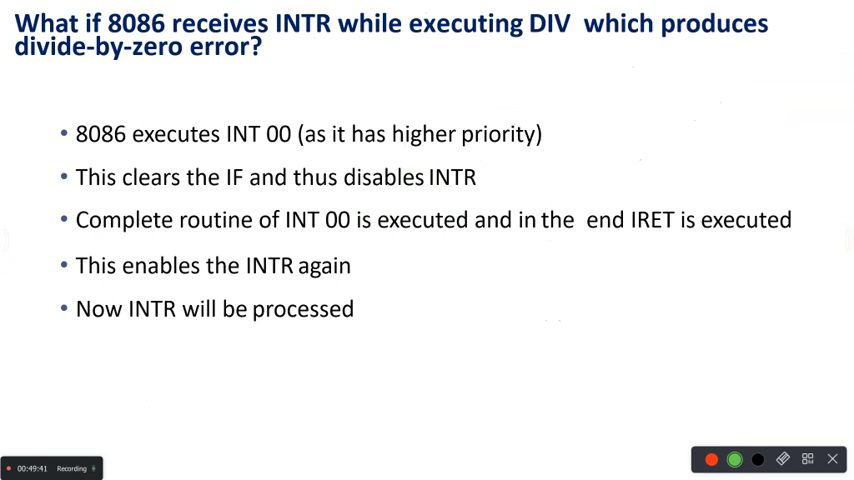 What if 8086 receives INTR while executing DIV which produces
divide-by-zero error?
• 8086 executes INT 00 (as it has higher priority)
• This clears the IF and thus disables INTR
• Complete routine of INT 00 is executed and in the end IRET is executed
• This enables the INTR again
• Now INTR will be processed
00:49:41 Recording